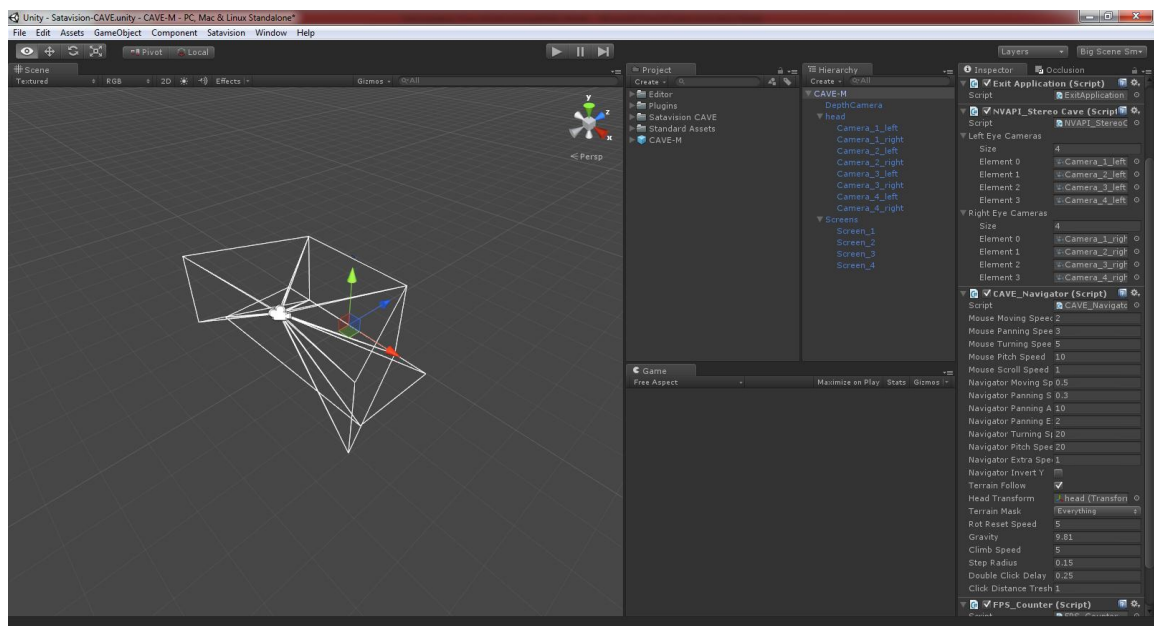 Unity - Satavision-CAVE.unity - CAVE-M - PC, Mac & Linux Standalone*
File Edit Assets GameObject Component Satavision Window Help
Pivot Local
Layers
Big Scene Sm
Scene
Textured RGB 2D Effects Gizmos All
y
z
x
Persp
Project
Create
Editor
Plugins
Satavision CAVE
Standard Assets
CAVE-M
Hierarchy
Create All
CAVE-M
DepthCamera
head
Camera_1_left
Camera_1_right
Camera_2_left
Camera_2_right
Camera_3_left
Camera_3_right
Camera_4_left
Camera_4_right
Screens
Screen_1
Screen_2
Screen_3
Screen_4
Game
Free Aspect Maximize on Play Stats Gizmos
Inspector Occlusion
Exit Application (Script)
Script ExitApplication
NVAPI_Stereo Cave (Script
Script NVAPI_StereoC
Left Eye Cameras
Size 4
Element 0 Camera_1_left
Element 1 Camera_2_left
Element 2 Camera_3_left
Element 3 Camera_4_left
Right Eye Cameras
Size 4
Element 0 Camera_1_righ
Element 1 Camera_2_righ
Element 2 Camera_3_righ
Element 3 Camera_4_righ
CAVE_Navigator (Script)
Script CAVE_Navigato
Mouse Moving Speed 2
Mouse Panning Spee 3
Mouse Turning Spee 5
Mouse Pitch Speed 10
Mouse Scroll Speed 1
Navigator Moving Sp 0.5
Navigator Panning S 0.3
Navigator Panning A 10
Navigator Panning E 2
Navigator Turning Sp 20
Navigator Pitch Spee 20
Navigator Extra Spe 1
Navigator Invert Y
Terrain Follow
Head Transform head (Transfor
Terrain Mask Everything
Rot Reset Speed 5
Gravity 9.81
Climb Speed 5
Step Radius 0.15
Double Click Delay 0.25
Click Distance Tresh 1
FPS_Counter (Script)